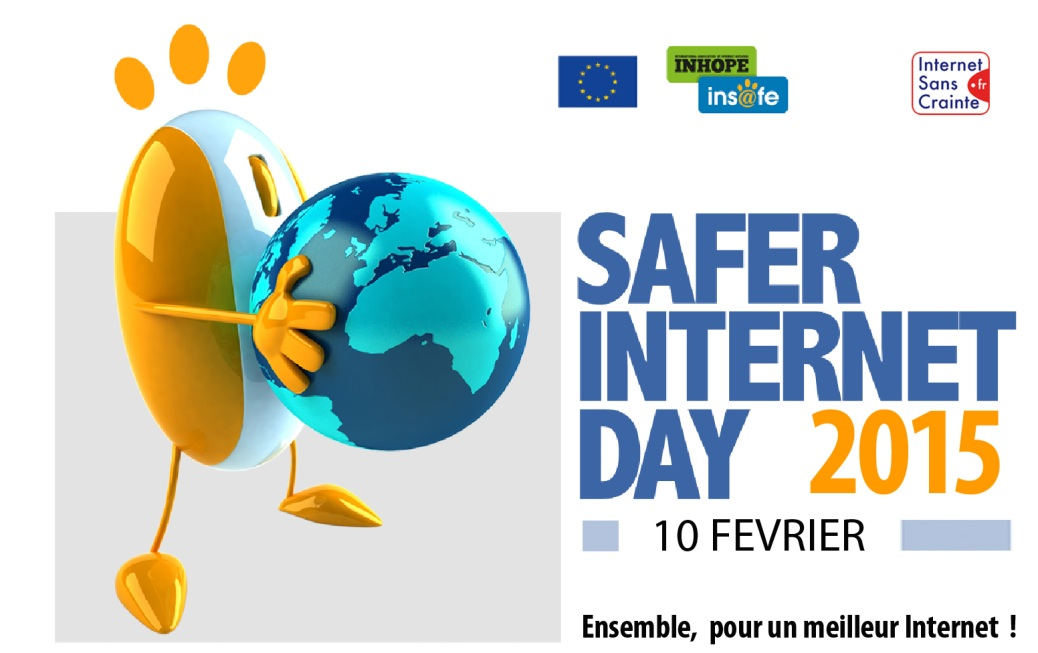 INHOPE
ins@fe
Internet
Sans
.fr
Crainte
SAFER
INTERNET
DAY 2015
10 FEVRIER
Ensemble, pour un meilleur Internet !